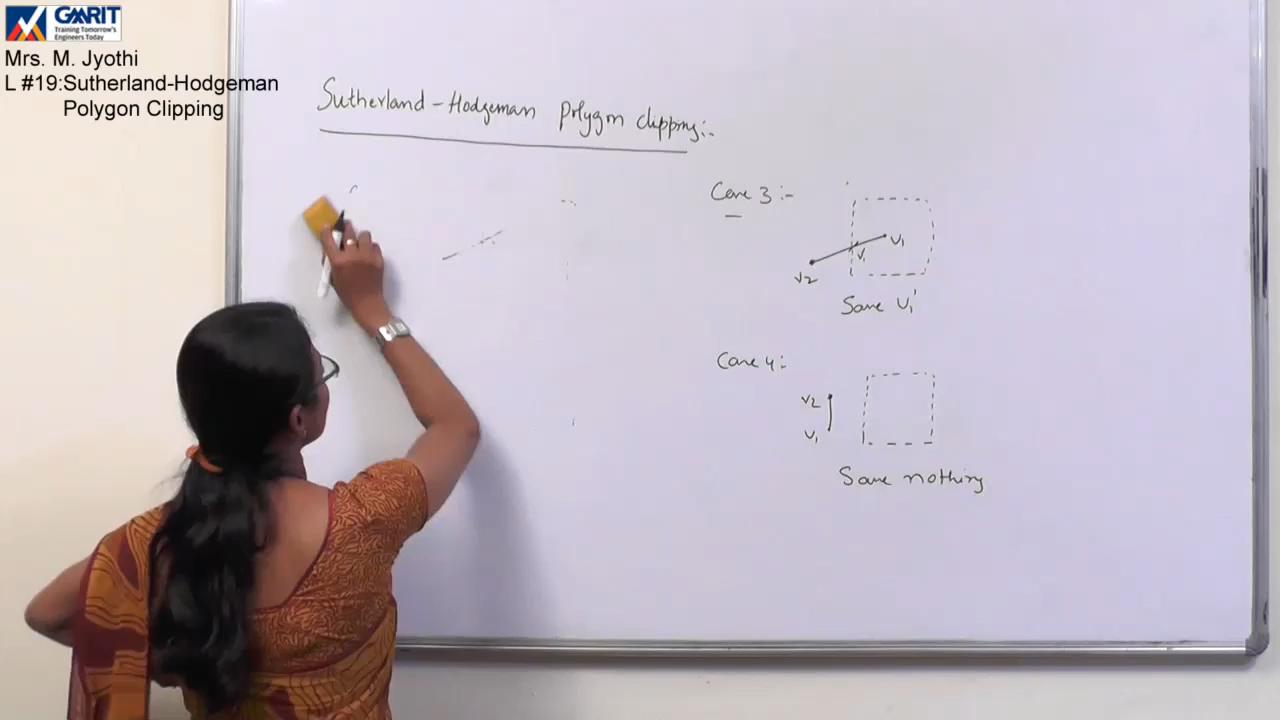 GMRIT
Training Tomorrow's
Engineers Today
Mrs. M. Jyothi
L #19:Sutherland-Hodgeman
Polygon Clipping
Sutherland-Hodgeman Polygon clipping:-
Case 3:-
V1
V1'
V2
Save V1'
Case 4:-
V2
V1
Save nothing